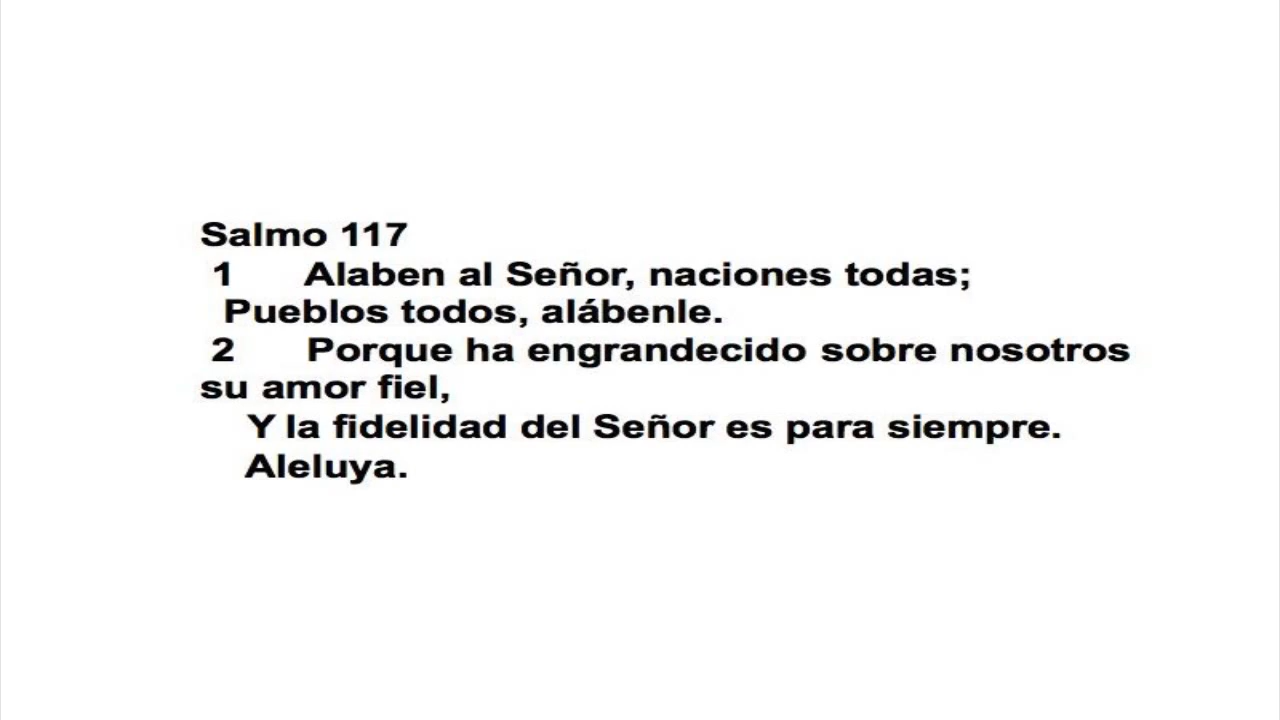 Salmo 117
1 Alaben al Señor, naciones todas;
Pueblos todos, alábenle.
2 Porque ha engrandecido sobre nosotros
su amor fiel,
Y la fidelidad del Señor es para siempre.
Aleluya.